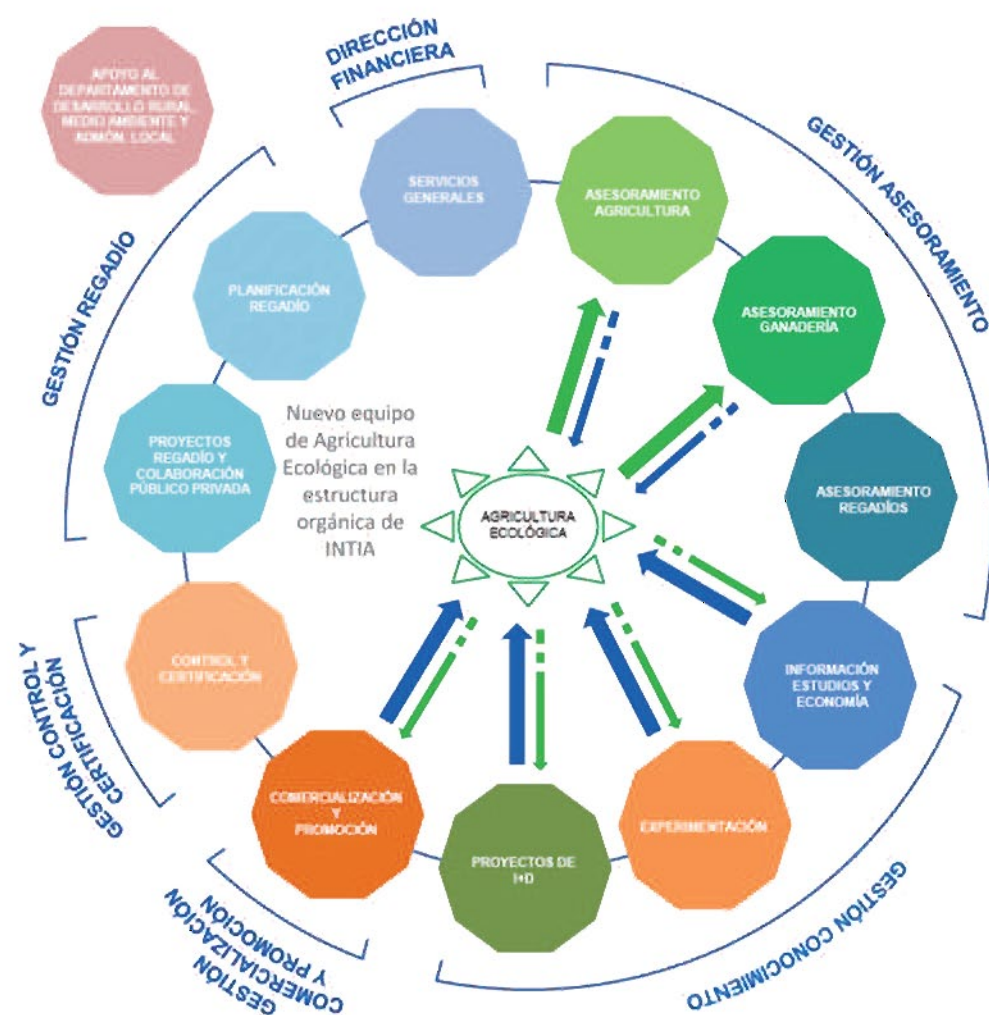 APOYO AL
DEPARTAMENTO DE
DESARROLLO RURAL,
MEDIO AMBIENTE Y
ADMÓN. LOCAL
DIRECCIÓN
FINANCIERA
SERVICIOS
GENERALES
GESTIÓN ASESORAMIENTO
ASESORAMIENTO
AGRICULTURA
ASESORAMIENTO
GANADERÍA
ASESORAMIENTO
REGADÍOS
GESTIÓN REGADÍO
PLANIFICACIÓN
REGADÍO
PROYECTOS
REGADÍO Y
COLABORACIÓN
PÚBLICO PRIVADA
Nuevo equipo
de Agricultura
Ecológica en la
estructura
orgánica de
INTIA
AGRICULTURA
ECOLÓGICA
GESTIÓN CONTROL Y
CERTIFICACIÓN
CONTROL Y
CERTIFICACIÓN
GESTIÓN
COMERCIALIZACIÓN
Y PROMOCIÓN
COMERCIALIZACIÓN
Y
PROMOCIÓN
GESTIÓN CONOCIMIENTO
PROYECTOS DE
I+D
EXPERIMENTACIÓN
INFORMACIÓN
ESTUDIOS Y
ECONOMÍA